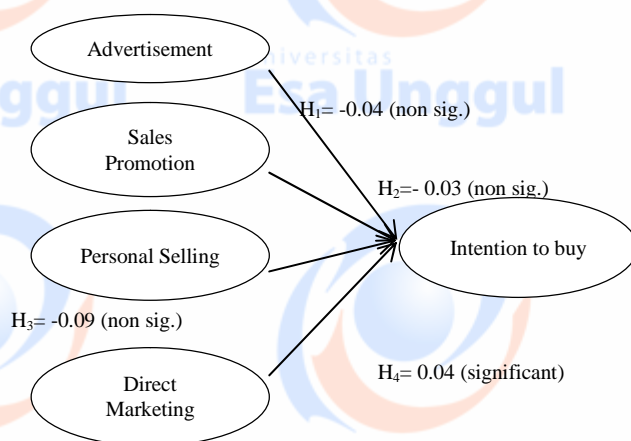 Advertisement
Universitas
Esa Unggul
ggul
H₁= -0.04 (non sig.)
Sales
Promotion
H₂=- 0.03 (non sig.)
Personal Selling
Intention to buy
H₃= -0.09 (non sig.)
H₄= 0.04 (significant)
Direct
Marketing